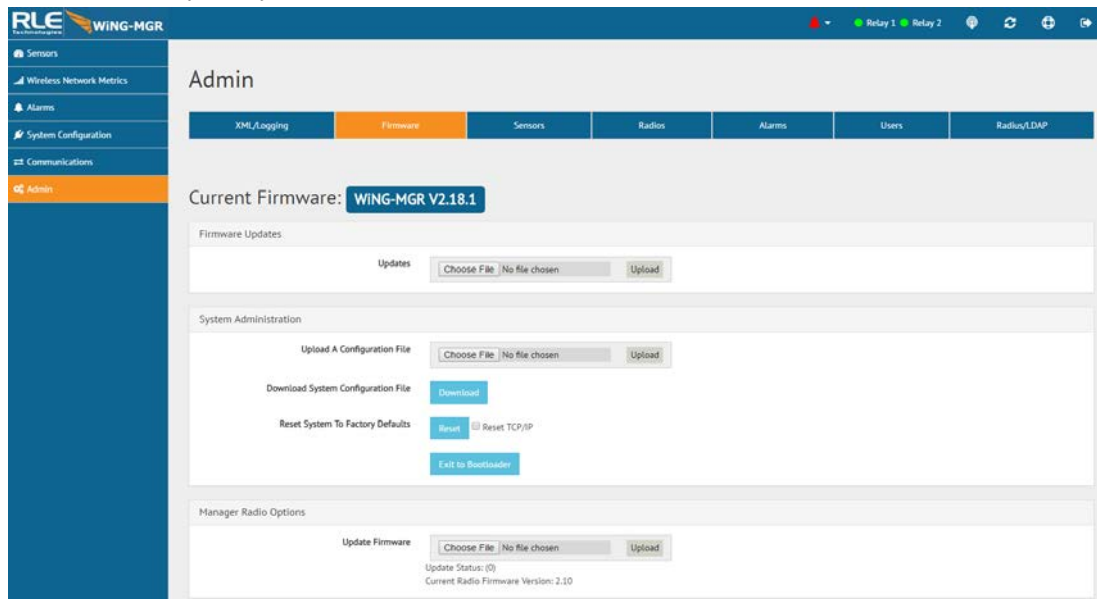 RLE WiNG-MGR
Technologies
Relay 1 Relay 2
Sensors
Wireless Network Metrics
Alarms
System Configuration
Communications
Admin
Admin
XML/Logging Firmware Sensors Radios Alarms Users Radius/LDAP
Current Firmware: WiNG-MGR V2.18.1
Firmware Updates
Updates Choose File No file chosen Upload
System Administration
Upload A Configuration File Choose File No file chosen Upload
Download System Configuration File Download
Reset System To Factory Defaults Reset Reset TCP/IP
Exit to Bootloader
Manager Radio Options
Update Firmware Choose File No file chosen Upload
Update Status: (0)
Current Radio Firmware Version: 2.10